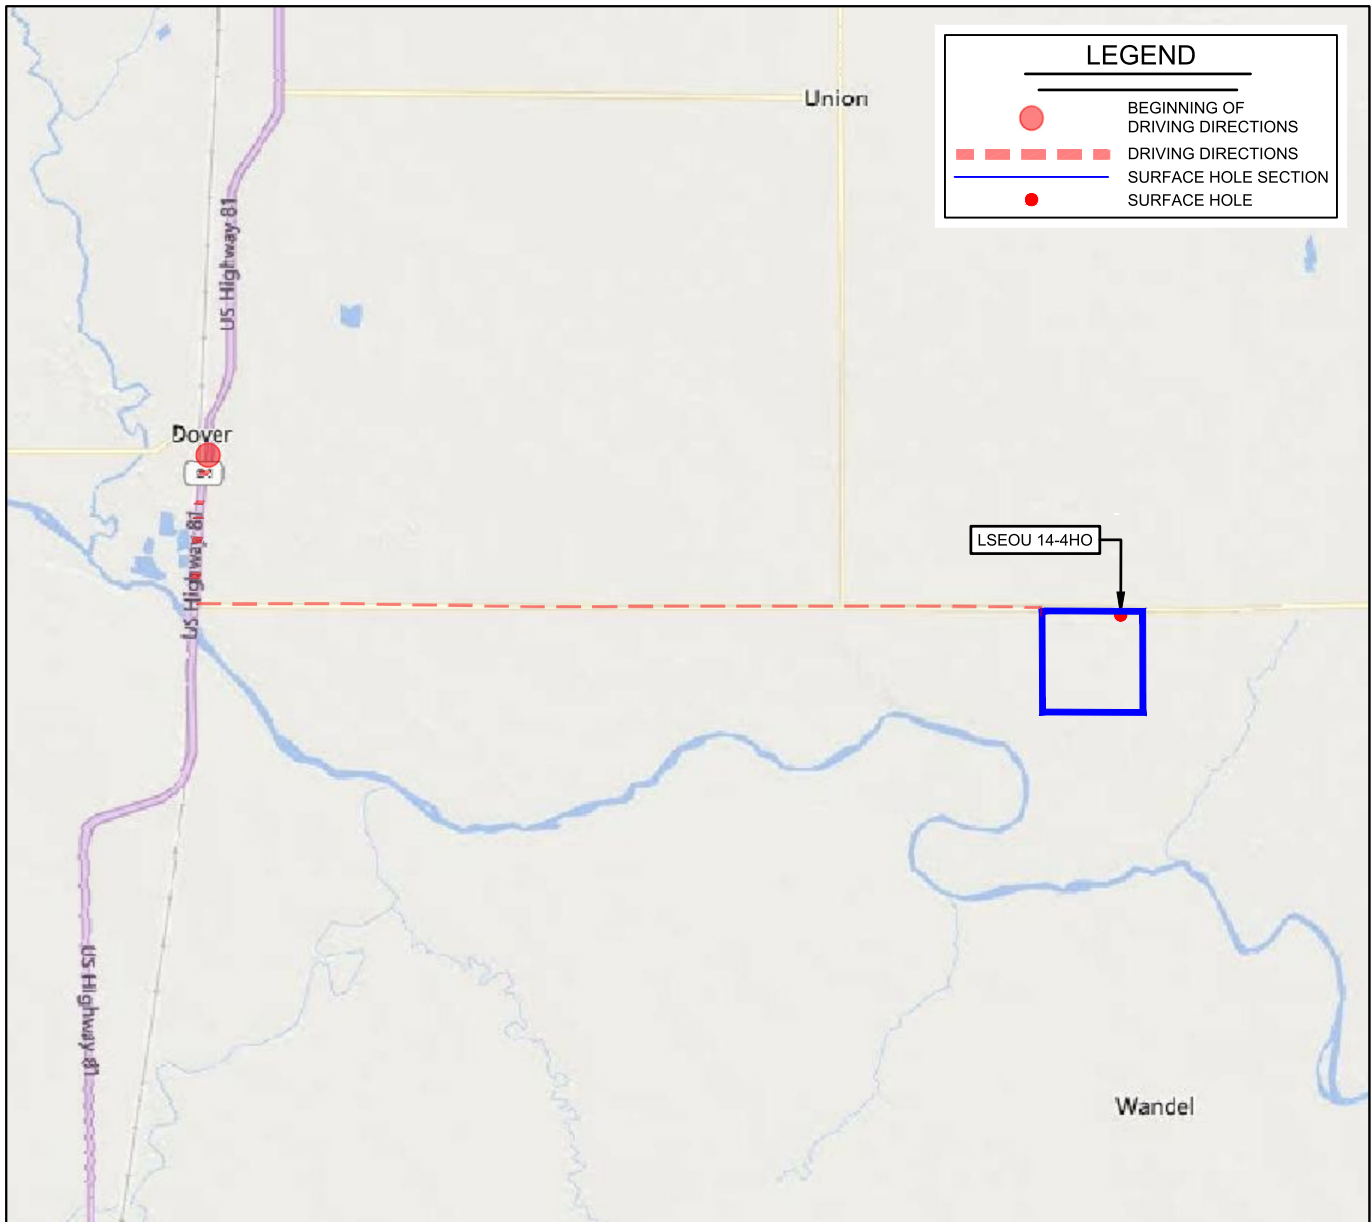 LEGEND
BEGINNING OF
DRIVING DIRECTIONS
DRIVING DIRECTIONS
SURFACE HOLE SECTION
SURFACE HOLE
Union
US Highway 81
Dover
US Highway 81
LSEOU 14-4HO
US Highway 81
Wandel